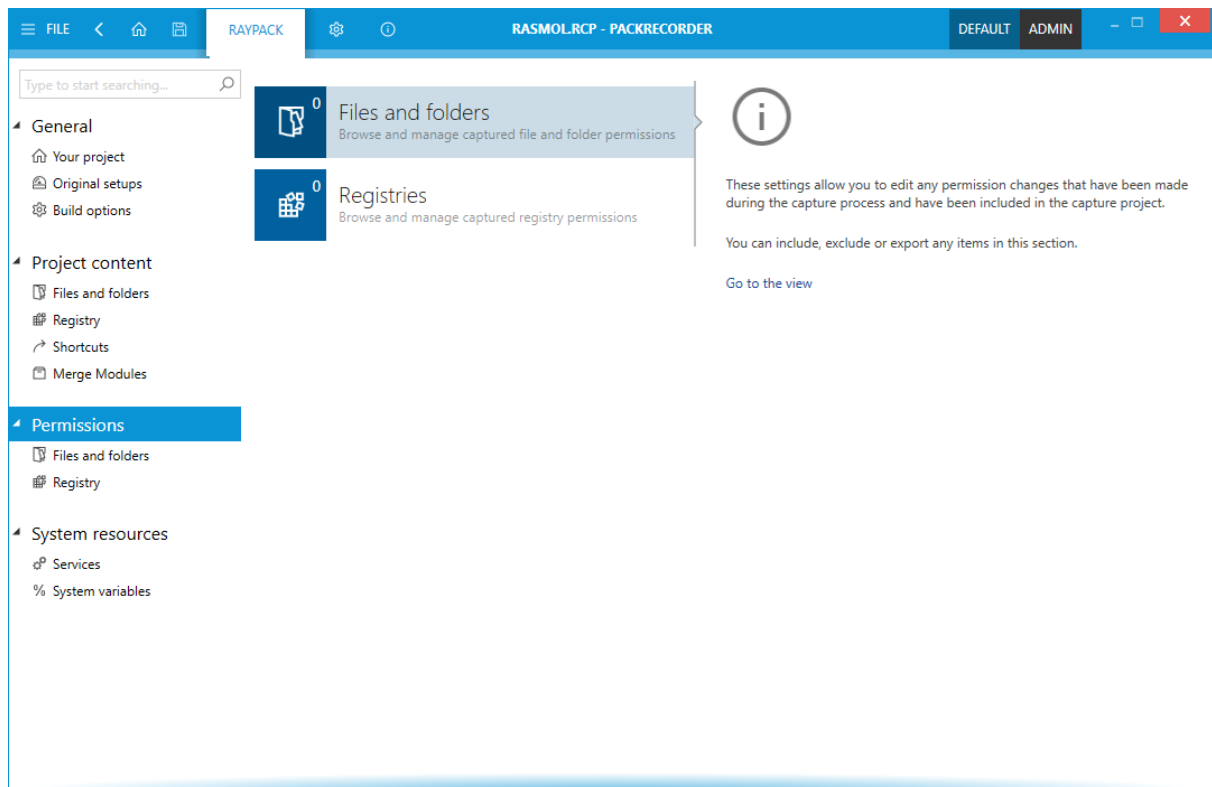 FILE
RAYPACK
RASMOL.RCP - PACKRECORDER
DEFAULT
ADMIN
Type to start searching...
General
Your project
Original setups
Build options
Project content
Files and folders
Registry
Shortcuts
Merge Modules
Permissions
Files and folders
Registry
System resources
Services
% System variables
0
Files and folders
Browse and manage captured file and folder permissions
0
Registries
Browse and manage captured registry permissions
These settings allow you to edit any permission changes that have been made
during the capture process and have been included in the capture project.
You can include, exclude or export any items in this section.
Go to the view